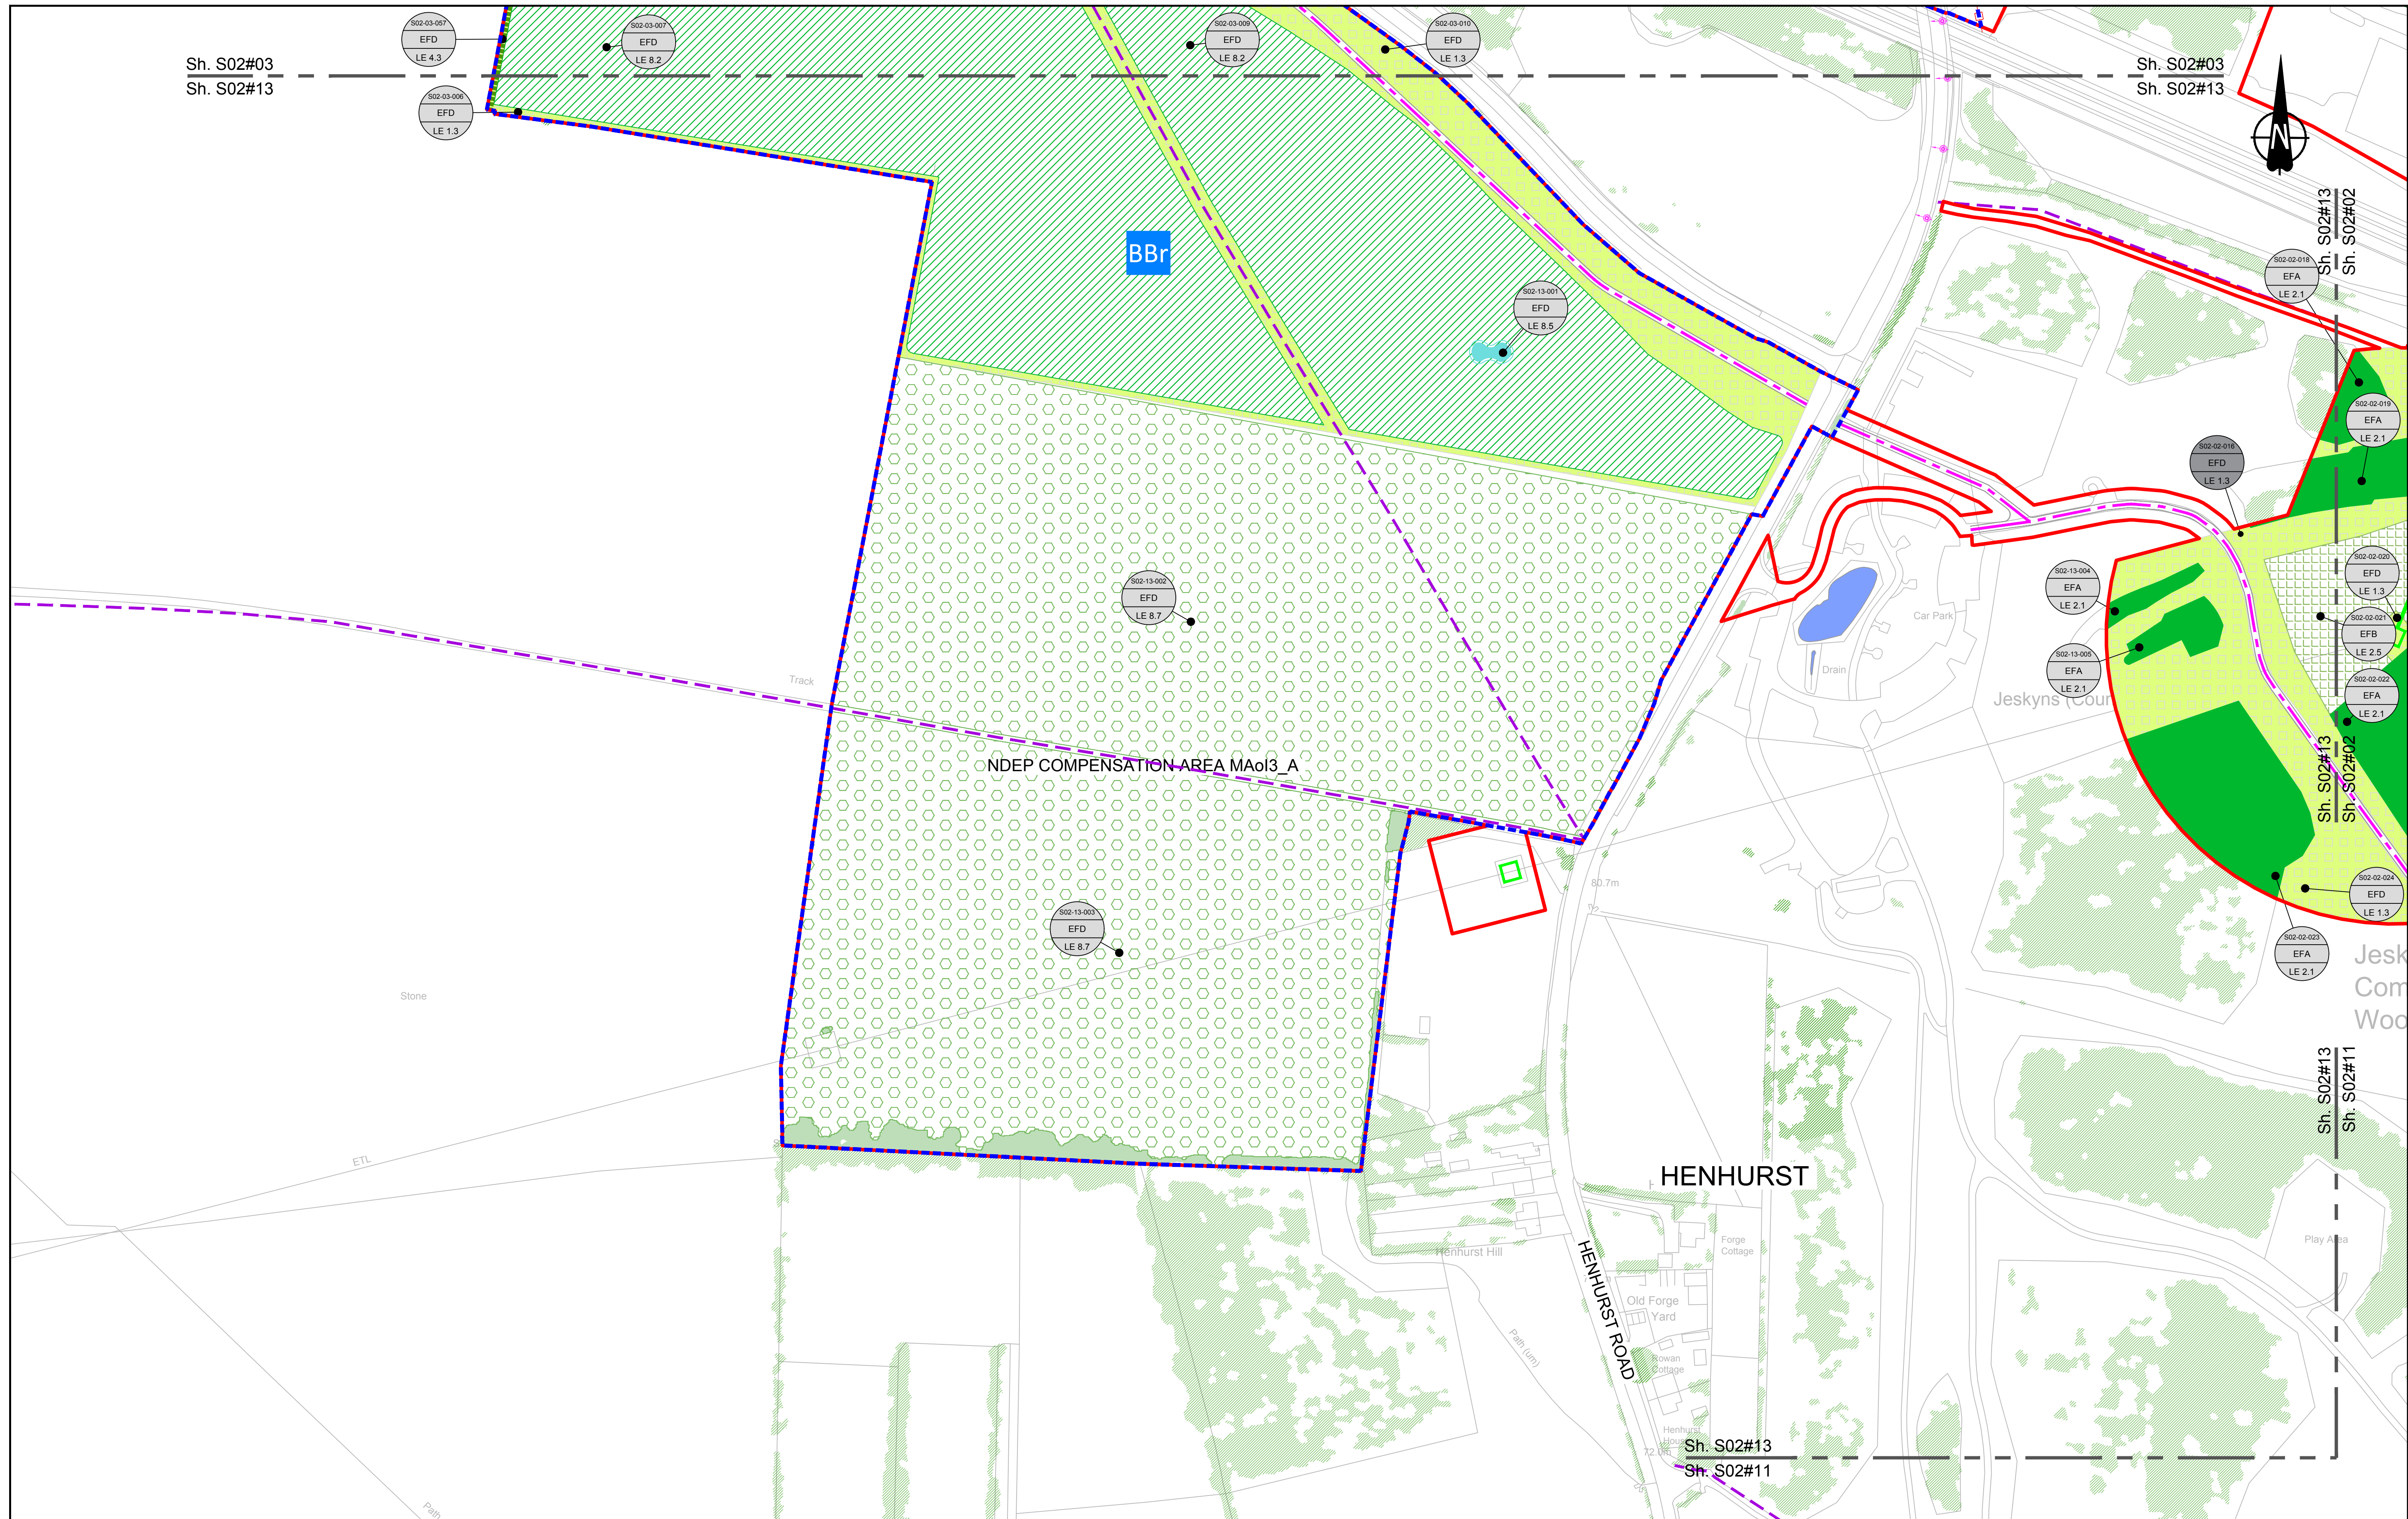 S02-03-057
EFD
LE 4.3
S02-03-007
EFD
LE 8.2
S02-03-009
EFD
LE 8.2
S02-03-010
EFD
LE 1.3
Sh. S02#03
Sh. S02#13
Sh. S02#03
Sh. S02#13
S02-03-006
EFD
LE 1.3
N
Sh. S02#13
Sh. S02#02
BBr
S02-02-018
EFA
LE 2.1
S02-13-001
EFD
LE 8.5
S02-02-019
EFA
LE 2.1
S02-02-016
EFD
LE 1.3
S02-13-002
EFD
LE 8.7
S02-13-004
EFA
LE 2.1
S02-02-020
EFD
LE 1.3
Car Park
S02-02-021
EFB
LE 2.5
S02-13-005
EFA
LE 2.1
Drain
Track
S02-02-022
EFA
LE 2.1
Jeskyns (Cour
NDEP COMPENSATION AREA MAoI3_A
Sh. S02#13
Sh. S02#02
80.7m
S02-02-024
EFD
LE 1.3
S02-13-003
EFD
LE 8.7
S02-02-023
EFA
LE 2.1
Jesk
Com
Woo
Stone
Sh. S02#13
Sh. S02#11
ETL
HENHURST
Henhurst Hill
Forge
Cottage
Play Area
HENHURST ROAD
Old Forge
Yard
Path (um)
Rowan
Cottage
Henhurst
House
72.0m
Sh. S02#13
Sh. S02#11
Path